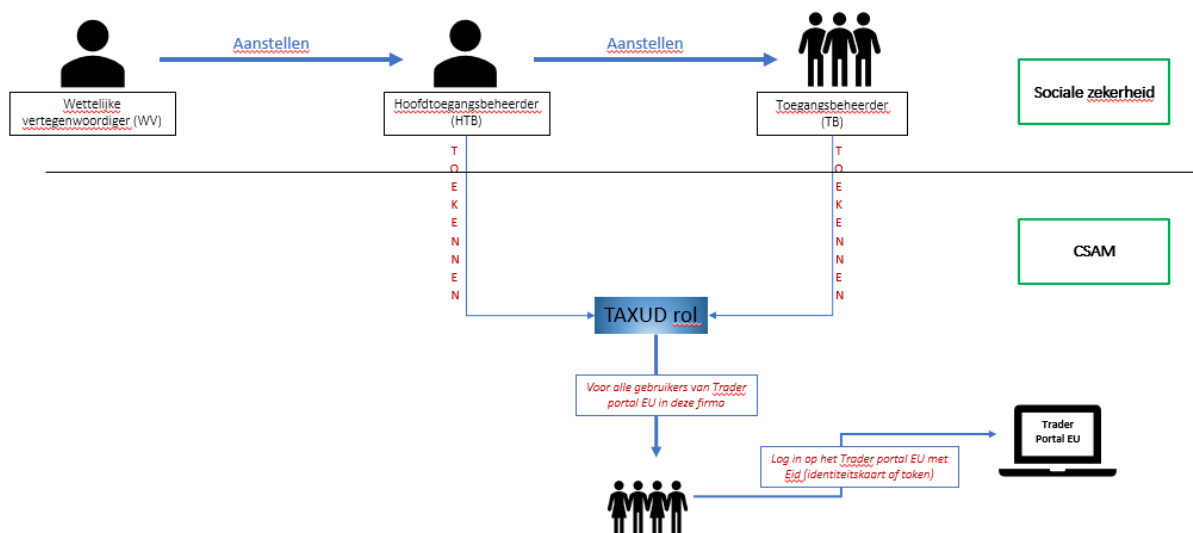 Aanstellen
Aanstellen
Wettelijke
vertegenwoordiger (WV)
Hoofdtoegangsbeheerder
(HTB)
Toegangsbeheerder
(TB)
Sociale zekerheid
T
O
E
K
E
N
N
E
N
T
O
E
K
E
N
N
E
N
CSAM
TAXUD rol
Voor alle gebruikers van Trader
portal EU in deze firma
Trader
Portal EU
Log in op het Trader portal EU met
Eid (identiteitskaart of token)